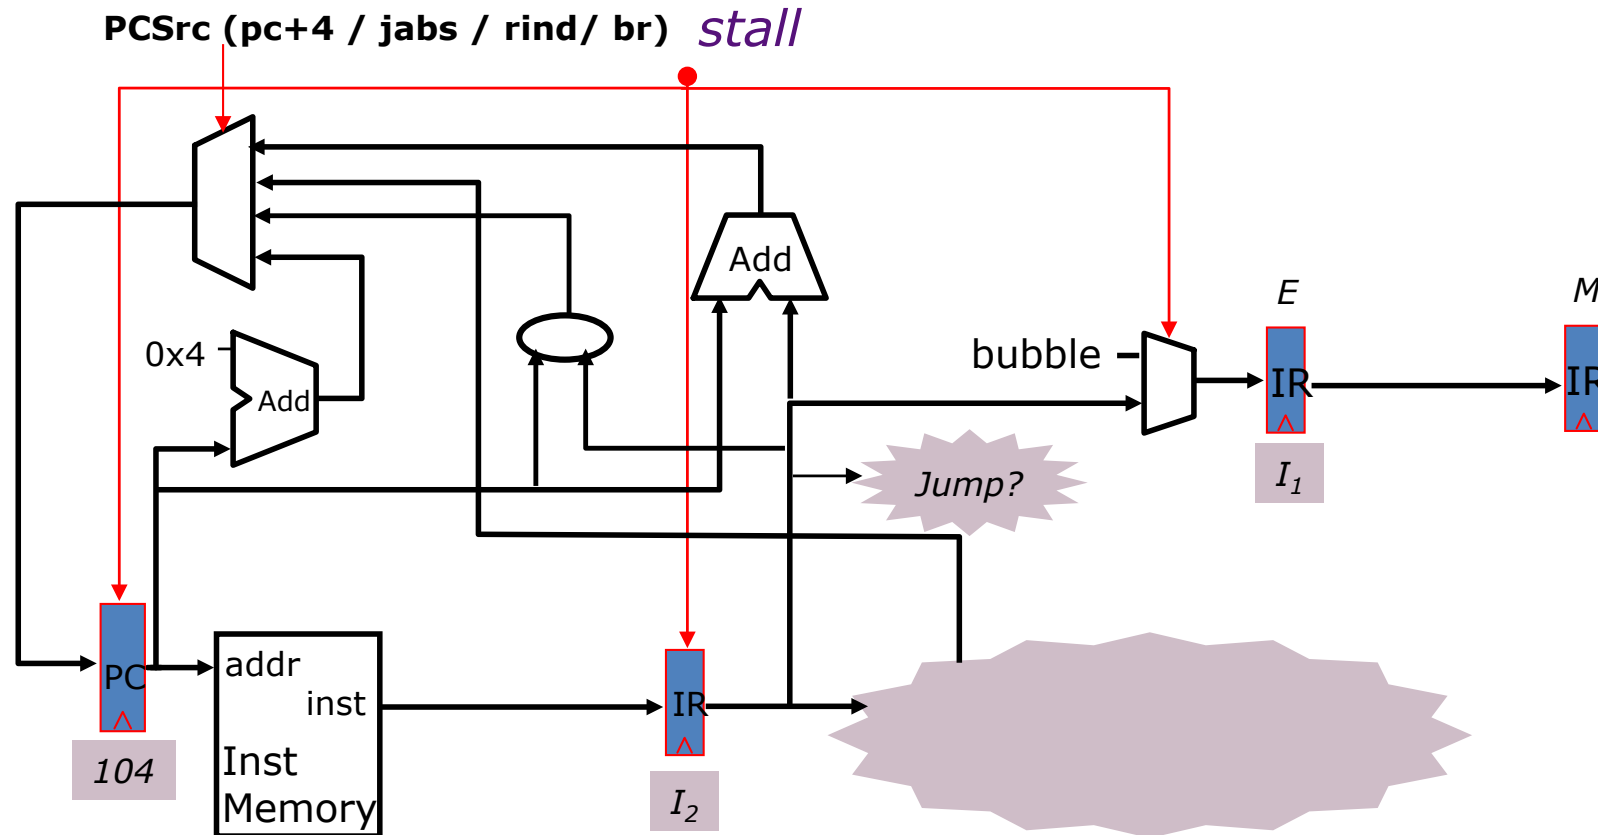 PCSrc (pc+4 / jabs / rind/ br) stall
Add
0x4
Add
bubble
E
M
IR
IR
I₁
Jump?
PC
addr
inst
Inst
Memory
IR
104
I₂